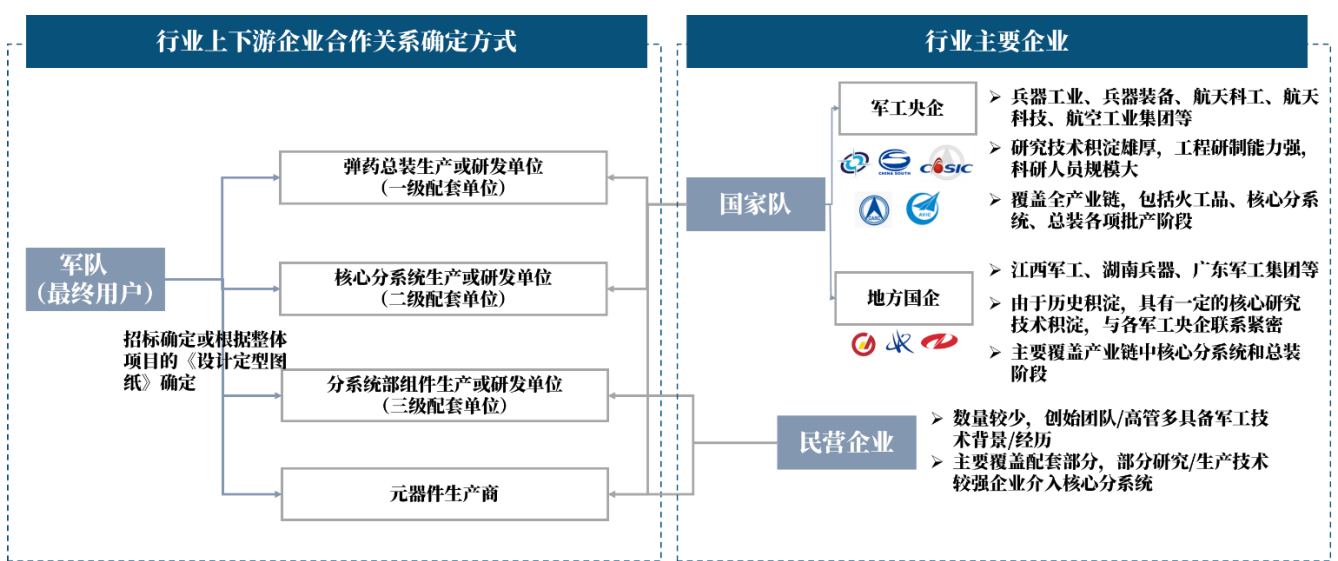 行业上下游企业合作关系确定方式
弹药总装生产或研发单位
（一级配套单位）
军队
（最终用户）
核心分系统生产或研发单位
（二级配套单位）
招标确定或根据整体
项目的《设计定型图
纸》确定
分系统部组件生产或研发单位
（三级配套单位）
元器件生产商
行业主要企业
国家队
军工央企
CHINA SOUTH
CASIC
CASC
AVIC
➢ 兵器工业、兵器装备、航天科工、航天
科技、航空工业集团等
➢ 研究技术积淀雄厚，工程研制能力强，
科研人员规模大
➢ 覆盖全产业链，包括火工品、核心分系
统、总装各项批产阶段
地方国企
➢ 江西军工、湖南兵器、广东军工集团等
➢ 由于历史积淀，具有一定的核心研究
技术积淀，与各军工央企联系紧密
➢ 主要覆盖产业链中核心分系统和总装
阶段
民营企业
➢ 数量较少，创始团队/高管多具备军工技
术背景/经历
➢ 主要覆盖配套部分，部分研究/生产技术
较强企业介入核心分系统